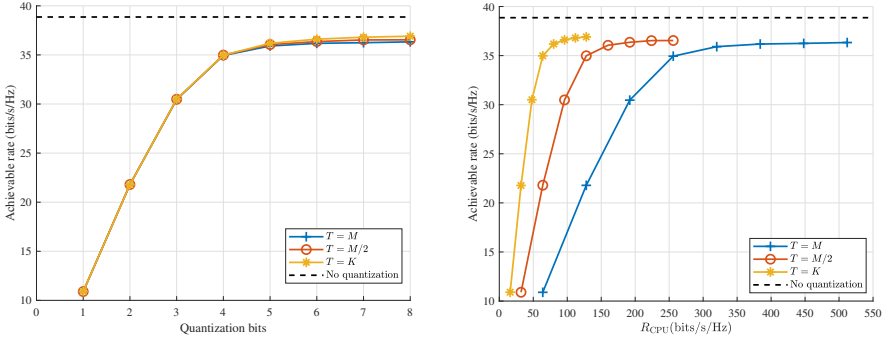 40
35
30
25
20
15
10
Achievable rate (bits/s/Hz)
0 1 2 3 4 5 6 7 8
Quantization bits
T = M
T = M/2
T = K
No quantization
40
35
30
25
20
15
10
Achievable rate (bits/s/Hz)
0 50 100 150 200 250 300 350 400 450 500 550
R_CPU(bits/s/Hz)
T = M
T = M/2
T = K
No quantization